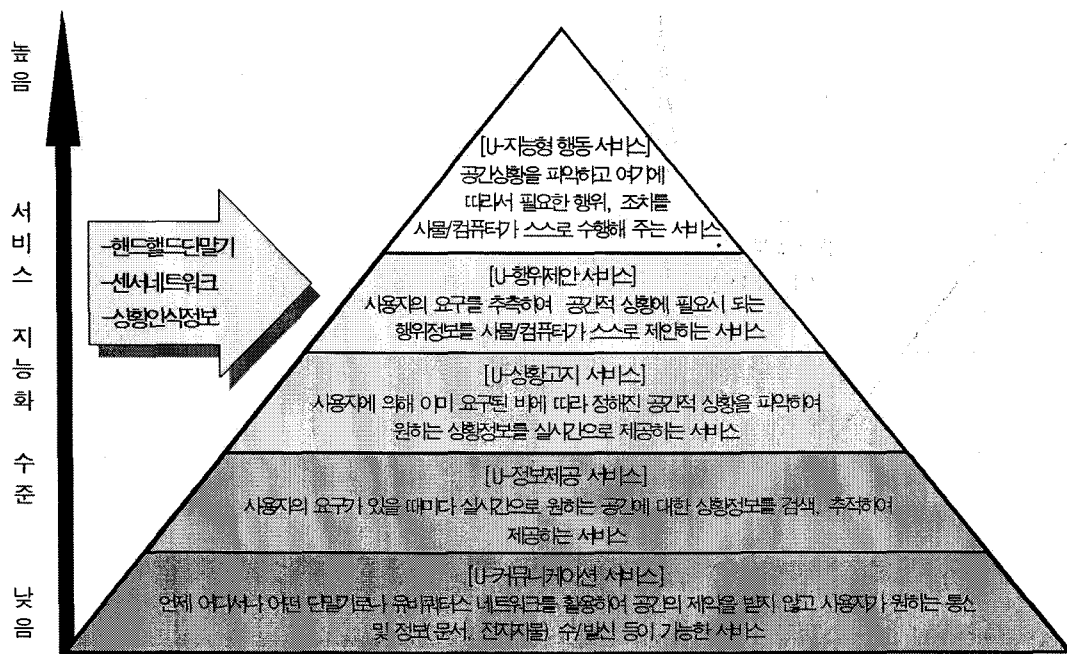 높음
서비스 지능화 수준
낮음
-핸드헬드단말기
-센서네트워크
-상황인식정보
[U-지능형 행동 서비스]
공간상황을 파악하고 여기에
따라서 필요한 행위, 조치를
사물/컴퓨터가 스스로 수행해 주는 서비스
[U-행위제안 서비스]
사용자의 요구를 추측하여 공간적 상황에 필요시 되는
행위정보를 사물/컴퓨터가 스스로 제안하는 서비스
[U-상황고지 서비스]
사용자에 의해 이미 요구된 바에 따라 정해진 공간적 상황을 파악하여
원하는 상황정보를 실시간으로 제공하는 서비스
[U-정보제공 서비스]
사용자의 요구가 있을 때마다 실시간으로 원하는 공간에 대한 상황정보를 검색, 추적하여
제공하는 서비스
[U-커뮤니케이션 서비스]
언제 어디서나 어떤 단말기로나 유비쿼터스 네트워크를 활용하여 공간의 제약을 받지 않고 사용자가 원하는 통신
및 정보(문서, 전자지물) 수/발신 등이 가능한 서비스